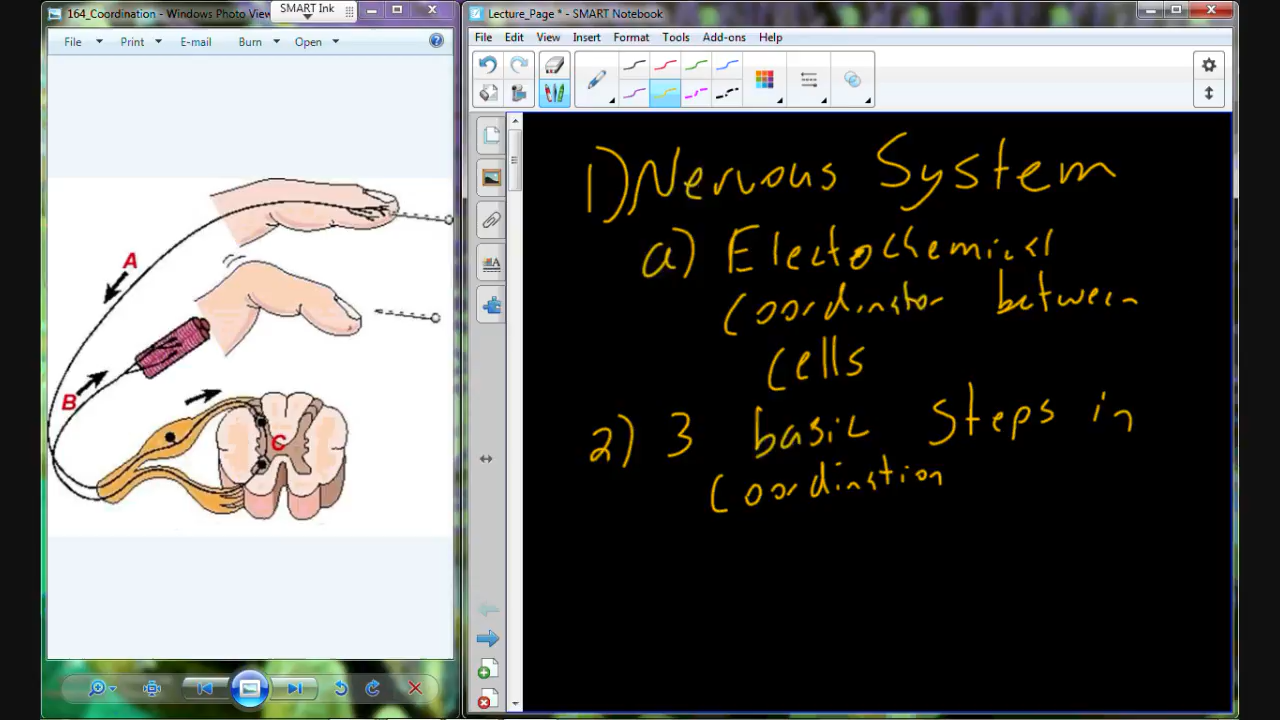 164_Coordination - Windows Photo View
SMART Ink
File Print E-mail Burn Open
A
B
C
Lecture_Page * - SMART Notebook
File Edit View Insert Format Tools Add-ons Help
1) Nervous System
a) Electochemical
Coordinator between
cells
2) 3 basic Steps in
Coordination